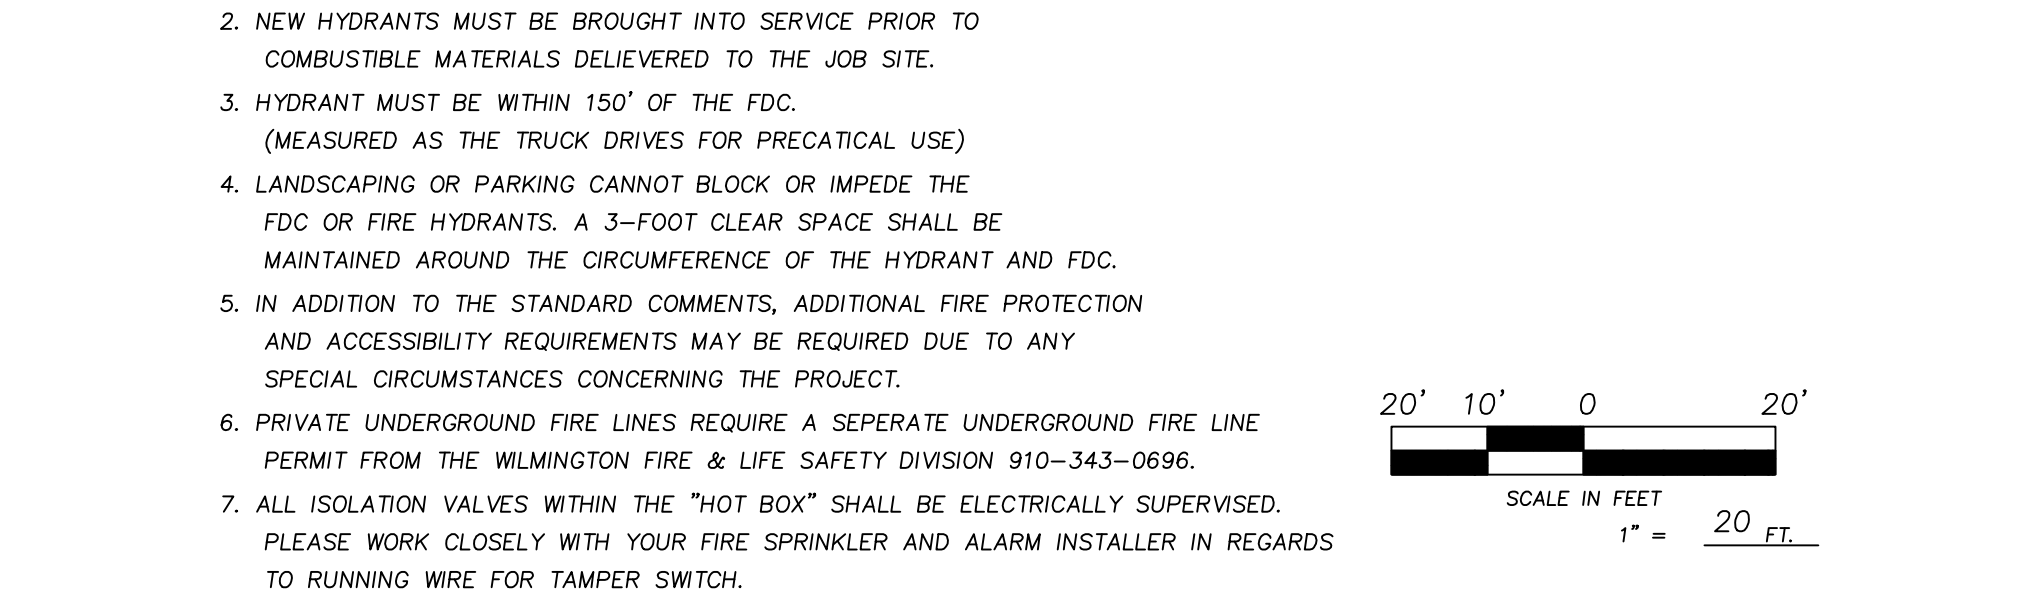 2. NEW HYDRANTS MUST BE BROUGHT INTO SERVICE PRIOR TO
COMBUSTIBLE MATERIALS DELIEVERED TO THE JOB SITE.
3. HYDRANT MUST BE WITHIN 150' OF THE FDC.
(MEASURED AS THE TRUCK DRIVES FOR PRECATICAL USE)
4. LANDSCAPING OR PARKING CANNOT BLOCK OR IMPEDE THE
FDC OR FIRE HYDRANTS. A 3-FOOT CLEAR SPACE SHALL BE
MAINTAINED AROUND THE CIRCUMFERENCE OF THE HYDRANT AND FDC.
5. IN ADDITION TO THE STANDARD COMMENTS, ADDITIONAL FIRE PROTECTION
AND ACCESSIBILITY REQUIREMENTS MAY BE REQUIRED DUE TO ANY
SPECIAL CIRCUMSTANCES CONCERNING THE PROJECT.
6. PRIVATE UNDERGROUND FIRE LINES REQUIRE A SEPERATE UNDERGROUND FIRE LINE
PERMIT FROM THE WILMINGTON FIRE & LIFE SAFETY DIVISION 910-343-0696.
7. ALL ISOLATION VALVES WITHIN THE "HOT BOX" SHALL BE ELECTRICALLY SUPERVISED.
PLEASE WORK CLOSELY WITH YOUR FIRE SPRINKLER AND ALARM INSTALLER IN REGARDS
TO RUNNING WIRE FOR TAMPER SWITCH.
20' 10' 0 20'
SCALE IN FEET
1" = 20 FT.